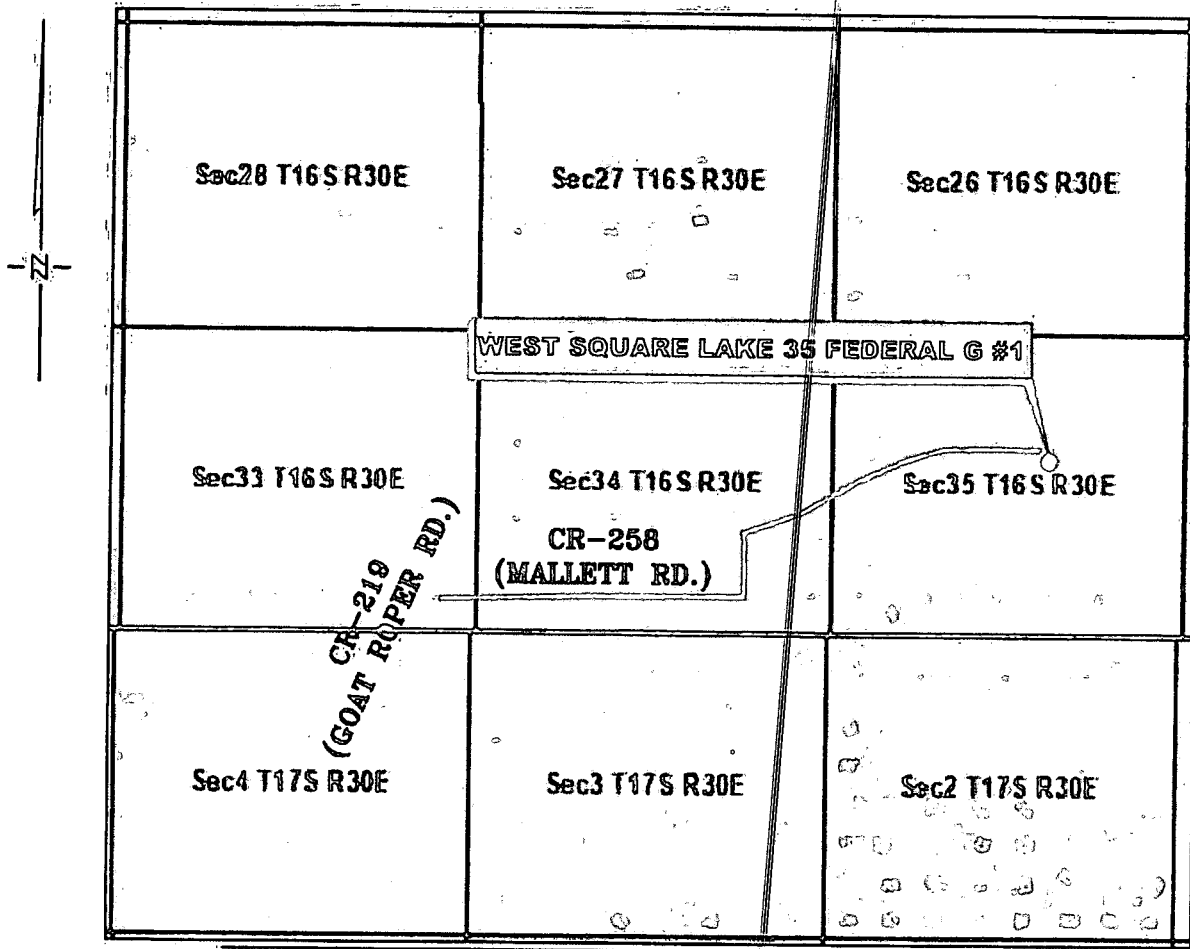 Sec28 T16S R30E
Sec27 T16S R30E
Sec26 T16S R30E
N
WEST SQUARE LAKE 35 FEDERAL G #1
Sec33 T16S R30E
Sec34 T16S R30E
Sec35 T16S R30E
CR-258
(MALLETT RD.)
CR-219
(GOAT ROPER RD.)
Sec4 T17S R30E
Sec3 T17S R30E
Sec2 T17S R30E